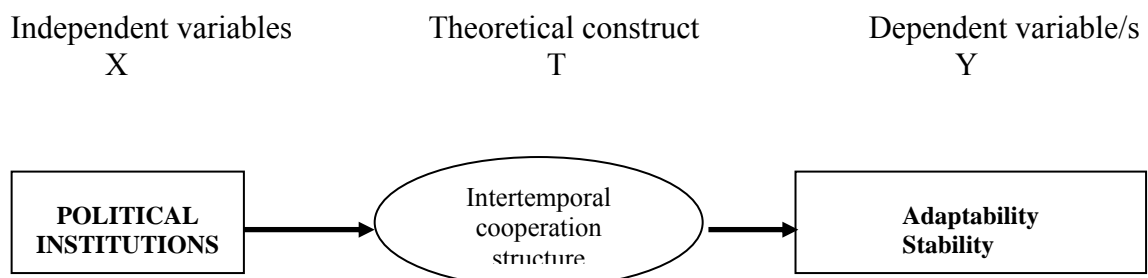 Independent variables Theoretical construct Dependent variable/s
X T Y
POLITICAL
INSTITUTIONS
Intertemporal
cooperation
structure
Adaptability
Stability